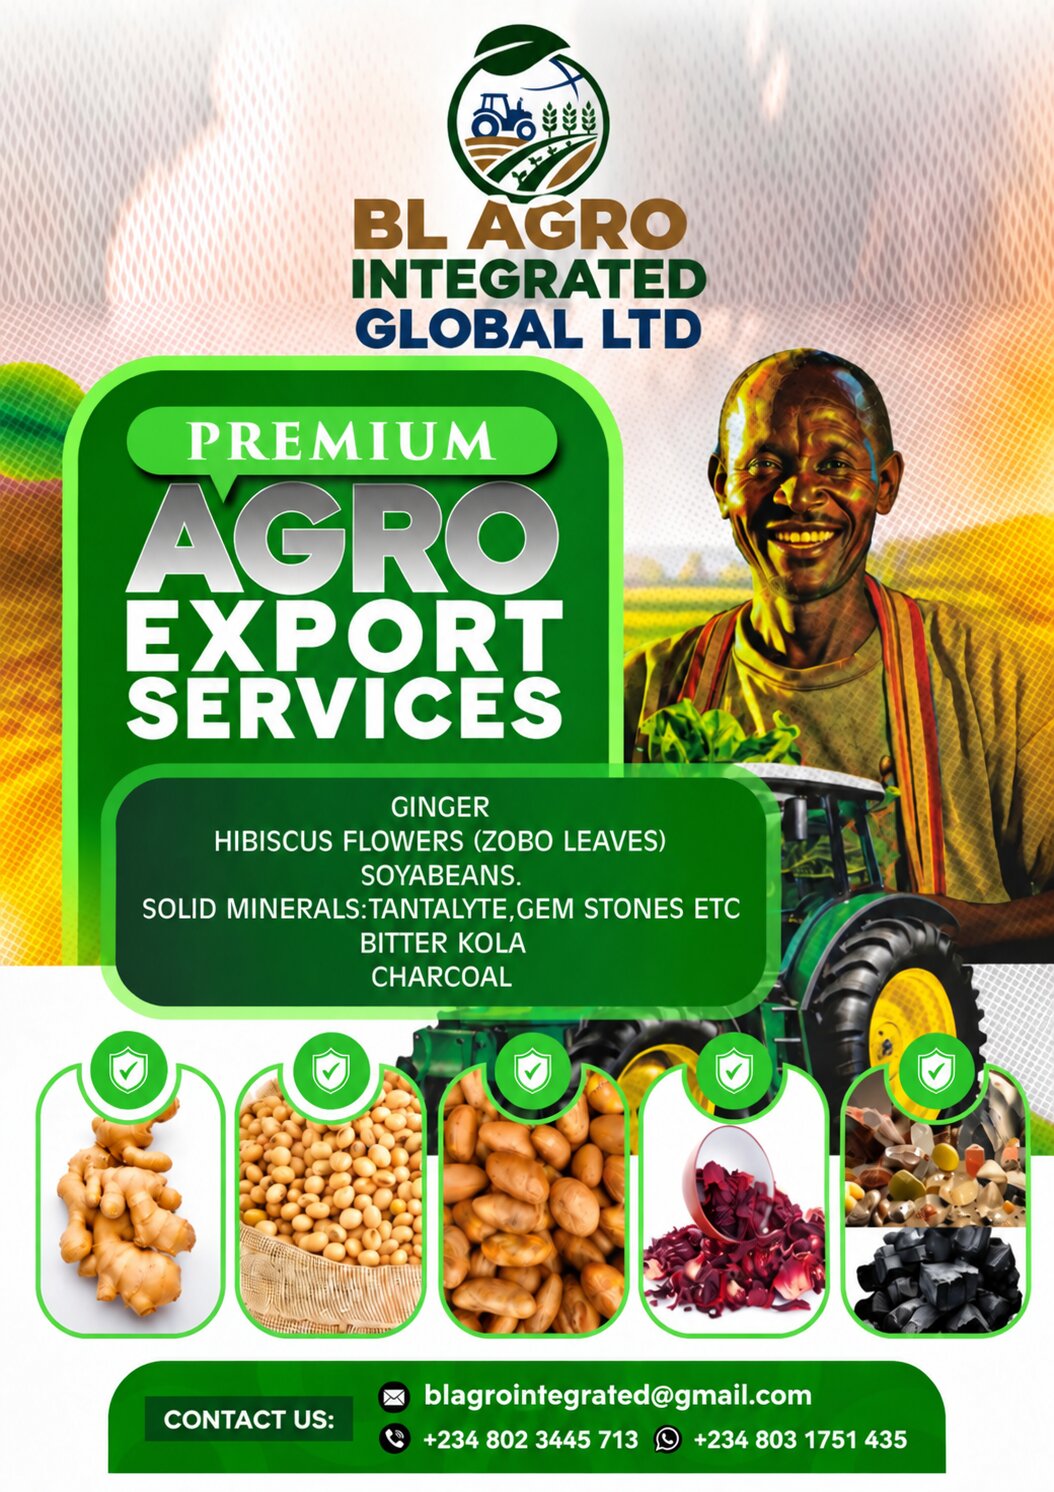 BL AGRO
INTEGRATED
GLOBAL LTD
PREMIUM
AGRO
EXPORT
SERVICES
GINGER
HIBISCUS FLOWERS (ZOBO LEAVES)
SOYABEANS.
SOLID MINERALS:TANTALYTE,GEM STONES ETC
BITTER KOLA
CHARCOAL
CONTACT US:
blagrointegrated@gmail.com
+234 802 3445 713 +234 803 1751 435